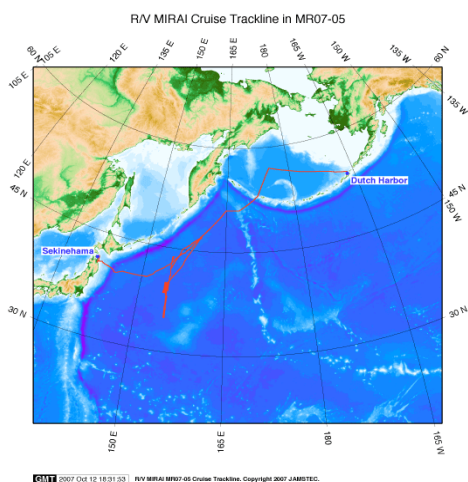 R/V MIRAI Cruise Trackline in MR07-05
80 N
105 E
120 E
135 E
150 E
165 E
180
165 W
150 W
135 W
60 N
105 E
135 W
120 E
45 N
45 N
150 W
Dutch Harbor
Sekinehama
30 N
30 N
150 E
165 E
180
165 W
GMT 2007 Oct 12 18:31:53 R/V MIRAI MR07-05 Cruise Trackline. Copyright 2007 JAMSTEC.